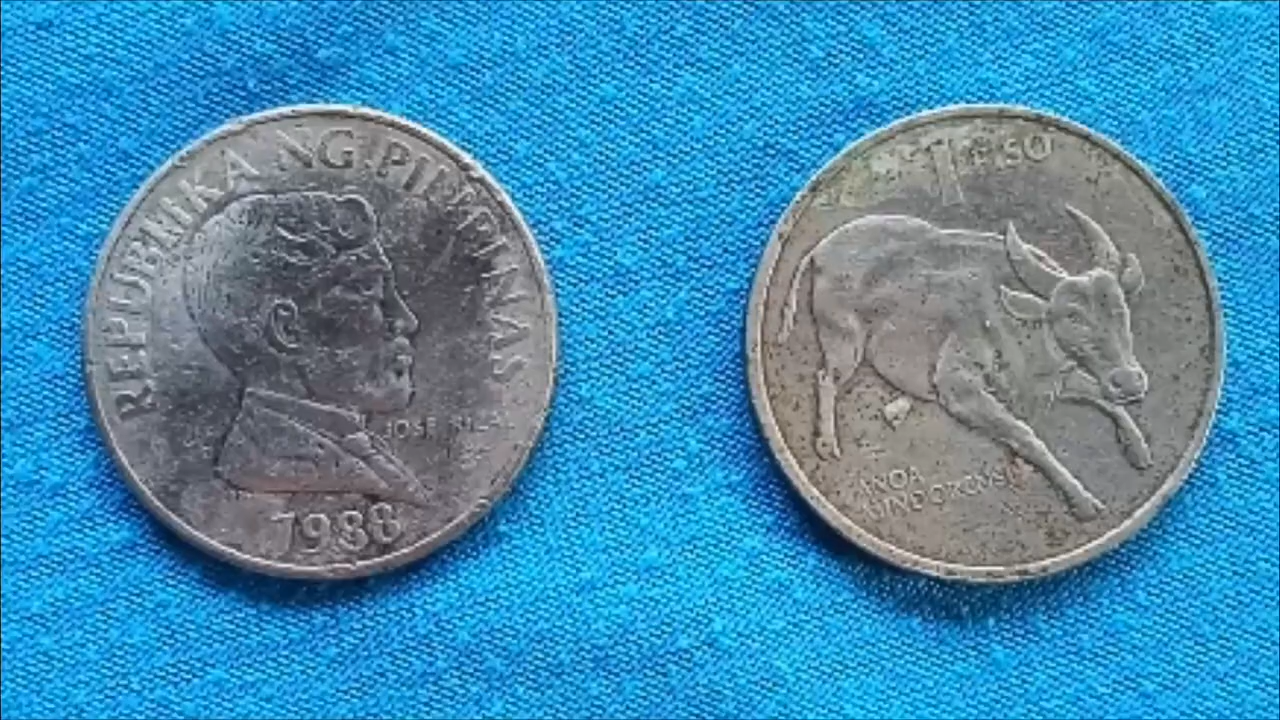 REPUBLIKA NG PILIPINAS
JOSE RIZAL
1988
1 PISO
ANOA
MINDORENSIS